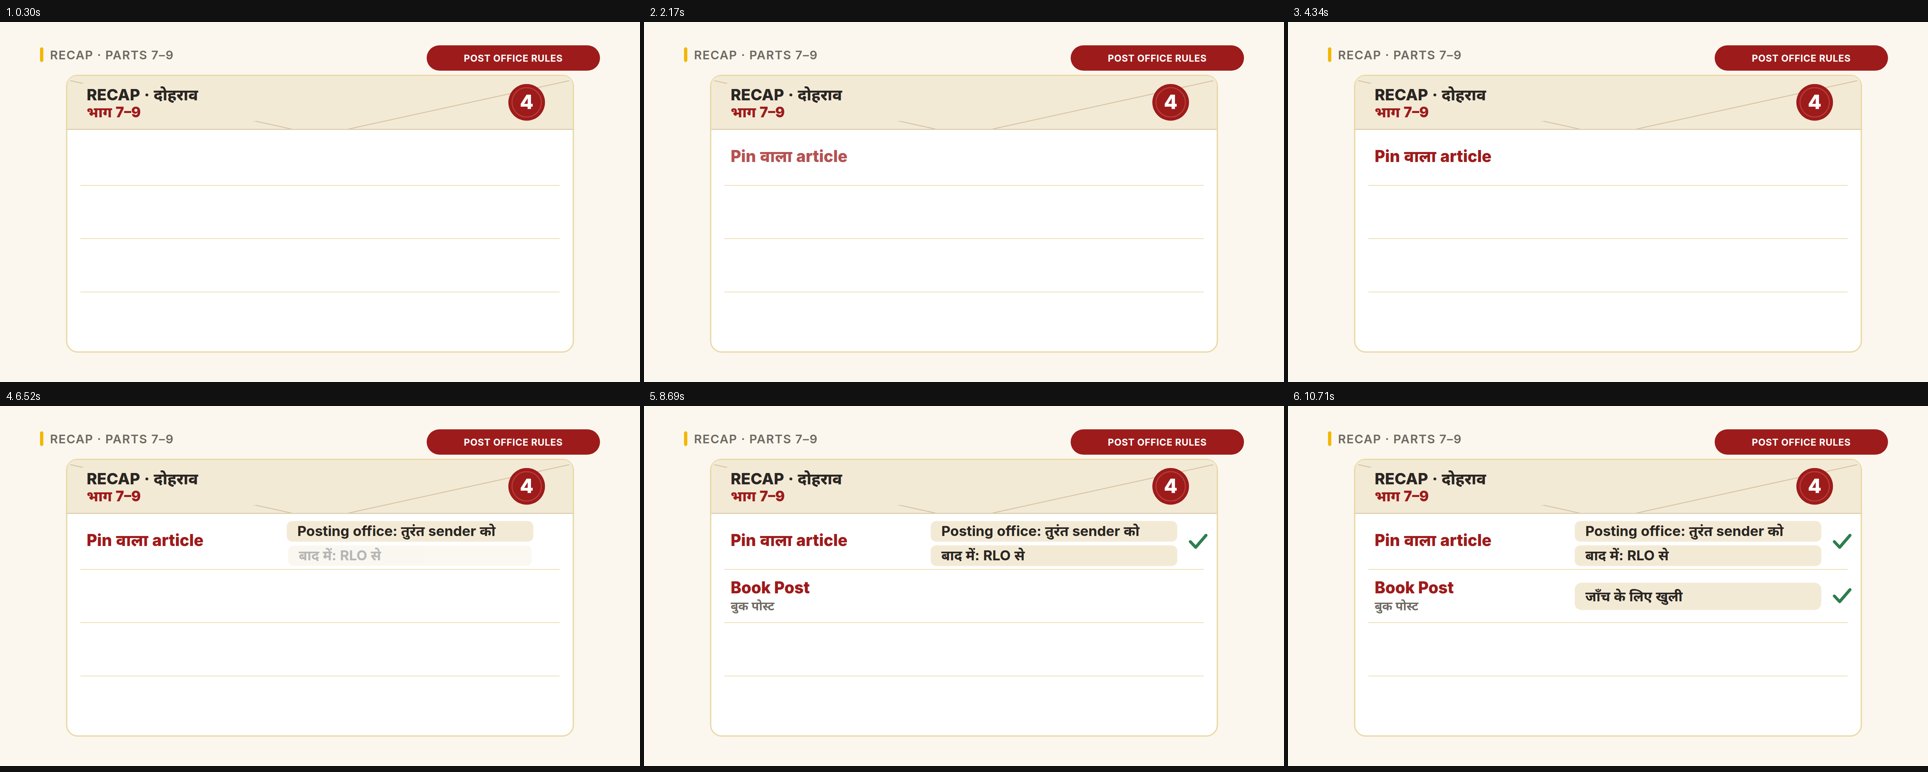 1. 0.30s
RECAP · PARTS 7–9
POST OFFICE RULES
RECAP · दोहराव
भाग 7–9
4
2. 2.17s
RECAP · PARTS 7–9
POST OFFICE RULES
RECAP · दोहराव
भाग 7–9
4
Pin वाला article
3. 4.34s
RECAP · PARTS 7–9
POST OFFICE RULES
RECAP · दोहराव
भाग 7–9
4
Pin वाला article
4. 6.52s
RECAP · PARTS 7–9
POST OFFICE RULES
RECAP · दोहराव
भाग 7–9
4
Pin वाला article
Posting office: तुरंत sender को
बाद में: RLO से
5. 8.69s
RECAP · PARTS 7–9
POST OFFICE RULES
RECAP · दोहराव
भाग 7–9
4
Pin वाला article
Posting office: तुरंत sender को
बाद में: RLO से
Book Post
बुक पोस्ट
6. 10.71s
RECAP · PARTS 7–9
POST OFFICE RULES
RECAP · दोहराव
भाग 7–9
4
Pin वाला article
Posting office: तुरंत sender को
बाद में: RLO से
Book Post
बुक पोस्ट
जाँच के लिए खुली